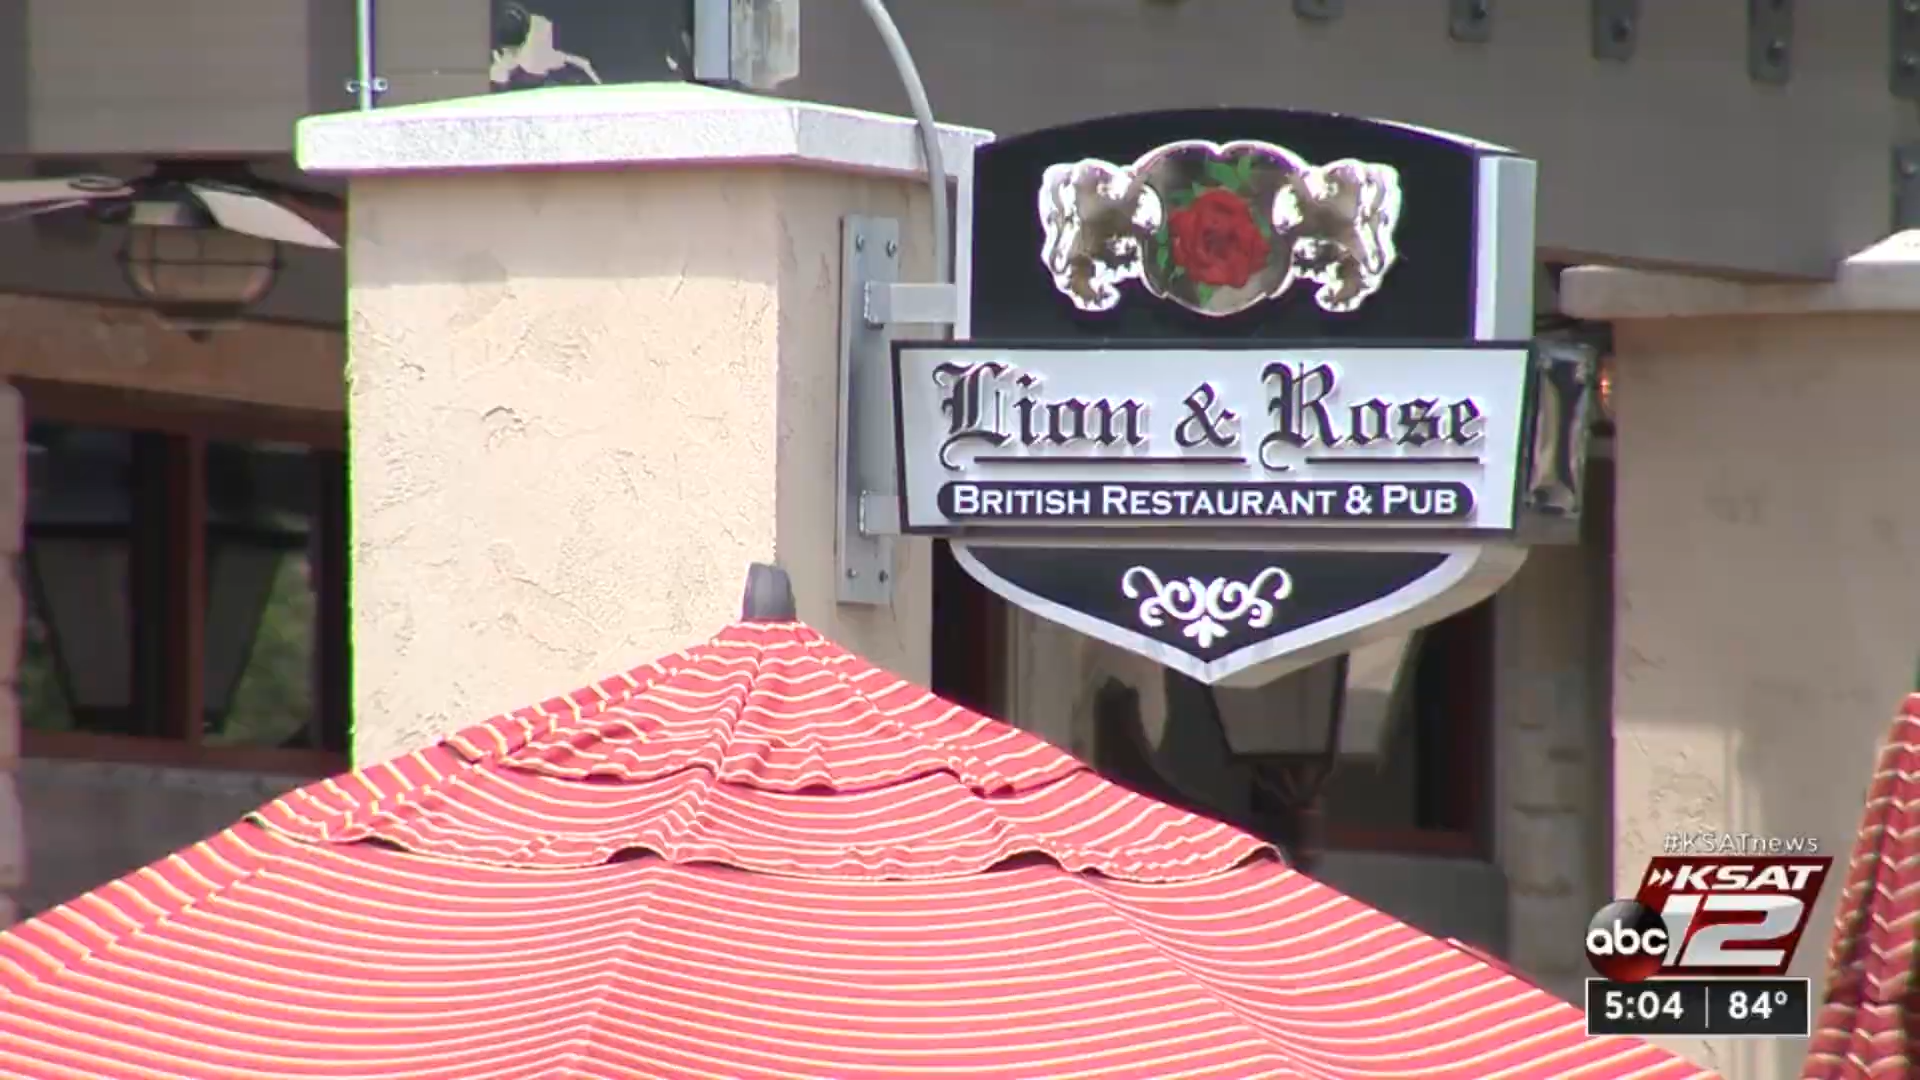 Lion & Rose
BRITISH RESTAURANT & PUB
#KSATnews
KSAT
abc 12
5:04 | 84°